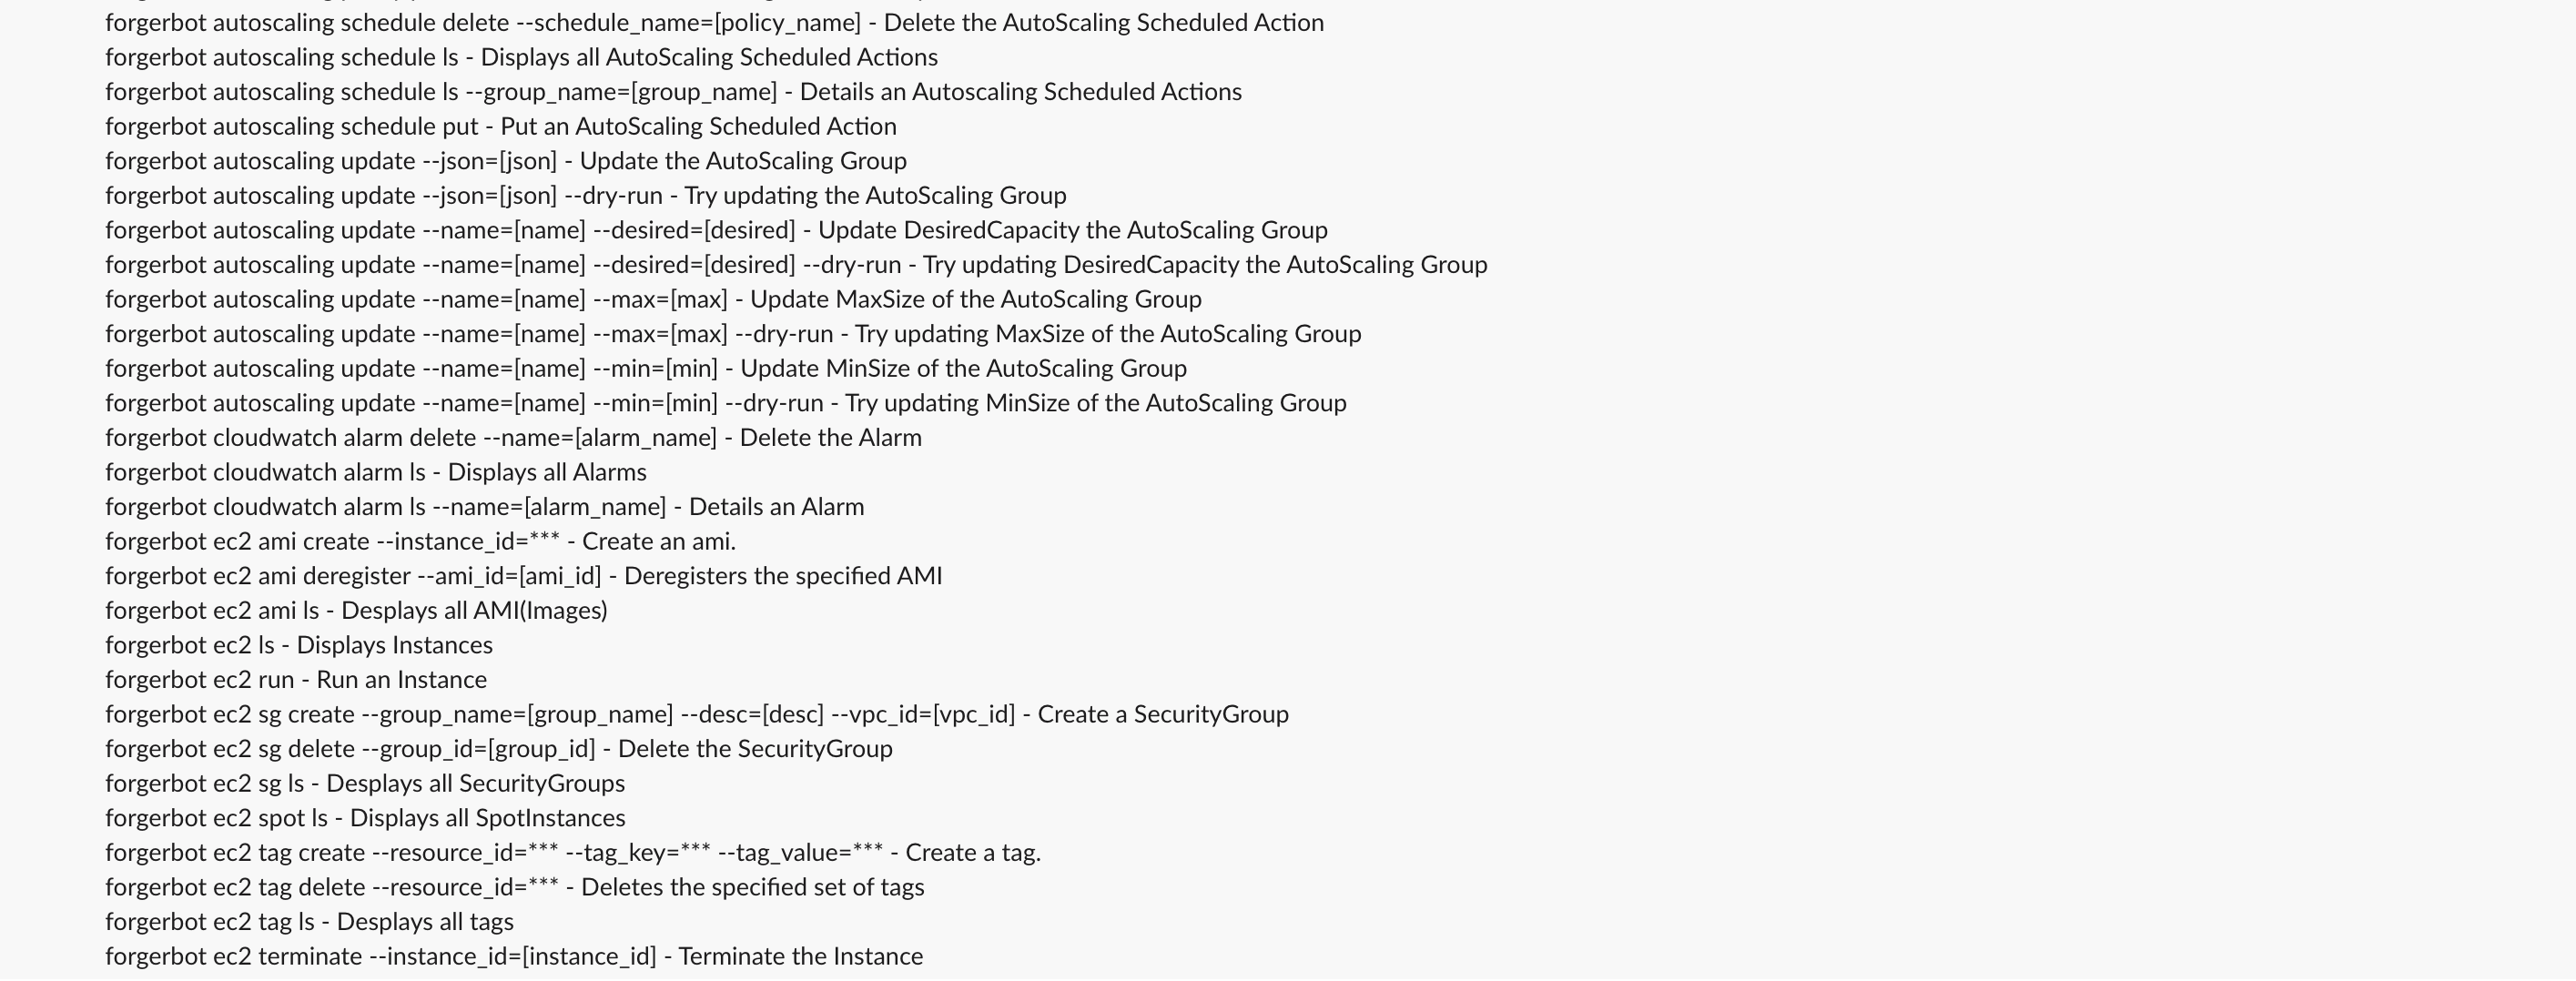 forgerbot autoscaling schedule delete --schedule_name=[policy_name] - Delete the AutoScaling Scheduled Action
forgerbot autoscaling schedule ls - Displays all AutoScaling Scheduled Actions
forgerbot autoscaling schedule ls --group_name=[group_name] - Details an Autoscaling Scheduled Actions
forgerbot autoscaling schedule put - Put an AutoScaling Scheduled Action
forgerbot autoscaling update --json=[json] - Update the AutoScaling Group
forgerbot autoscaling update --json=[json] --dry-run - Try updating the AutoScaling Group
forgerbot autoscaling update --name=[name] --desired=[desired] - Update DesiredCapacity the AutoScaling Group
forgerbot autoscaling update --name=[name] --desired=[desired] --dry-run - Try updating DesiredCapacity the AutoScaling Group
forgerbot autoscaling update --name=[name] --max=[max] - Update MaxSize of the AutoScaling Group
forgerbot autoscaling update --name=[name] --max=[max] --dry-run - Try updating MaxSize of the AutoScaling Group
forgerbot autoscaling update --name=[name] --min=[min] - Update MinSize of the AutoScaling Group
forgerbot autoscaling update --name=[name] --min=[min] --dry-run - Try updating MinSize of the AutoScaling Group
forgerbot cloudwatch alarm delete --name=[alarm_name] - Delete the Alarm
forgerbot cloudwatch alarm ls - Displays all Alarms
forgerbot cloudwatch alarm ls --name=[alarm_name] - Details an Alarm
forgerbot ec2 ami create --instance_id=*** - Create an ami.
forgerbot ec2 ami deregister --ami_id=[ami_id] - Deregisters the specified AMI
forgerbot ec2 ami ls - Desplays all AMI(Images)
forgerbot ec2 ls - Displays Instances
forgerbot ec2 run - Run an Instance
forgerbot ec2 sg create --group_name=[group_name] --desc=[desc] --vpc_id=[vpc_id] - Create a SecurityGroup
forgerbot ec2 sg delete --group_id=[group_id] - Delete the SecurityGroup
forgerbot ec2 sg ls - Desplays all SecurityGroups
forgerbot ec2 spot ls - Displays all SpotInstances
forgerbot ec2 tag create --resource_id=*** --tag_key=*** --tag_value=*** - Create a tag.
forgerbot ec2 tag delete --resource_id=*** - Deletes the specified set of tags
forgerbot ec2 tag ls - Desplays all tags
forgerbot ec2 terminate --instance_id=[instance_id] - Terminate the Instance